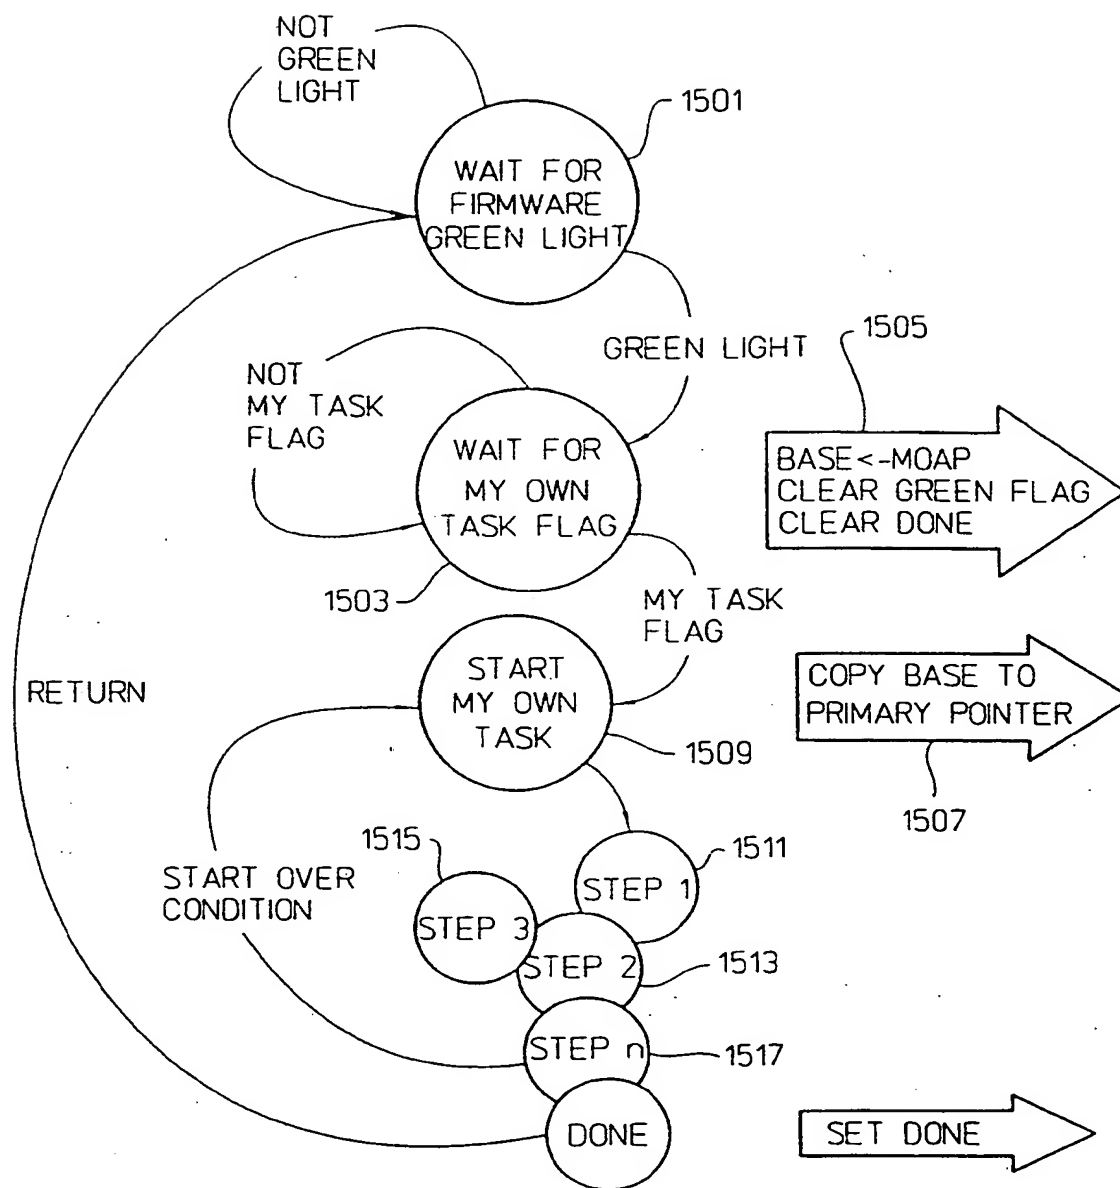 NOT
GREEN
LIGHT
1501
WAIT FOR
FIRMWARE
GREEN LIGHT
GREEN LIGHT
1505
NOT
MY TASK
FLAG
WAIT FOR
MY OWN
TASK FLAG
BASE<-MOAP
CLEAR GREEN FLAG
CLEAR DONE
1503
MY TASK
FLAG
RETURN
START
MY OWN
TASK
COPY BASE TO
PRIMARY POINTER
1509
1507
1515
1511
START OVER
CONDITION
STEP 1
STEP 3
STEP 2
1513
STEP n
1517
DONE
SET DONE